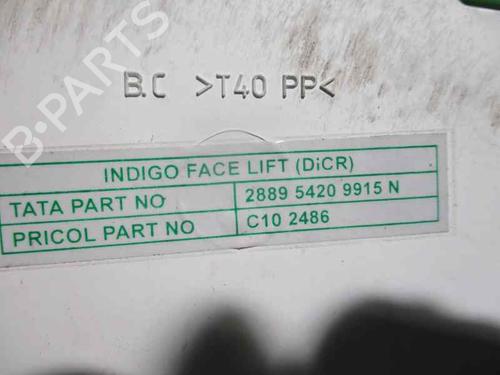 B.C >T40 PP<
INDIGO FACE LIFT (DiCR)
TATA PART NO 2889 5420 9915 N
PRICOL PART NO C10 2486
B-PARTS